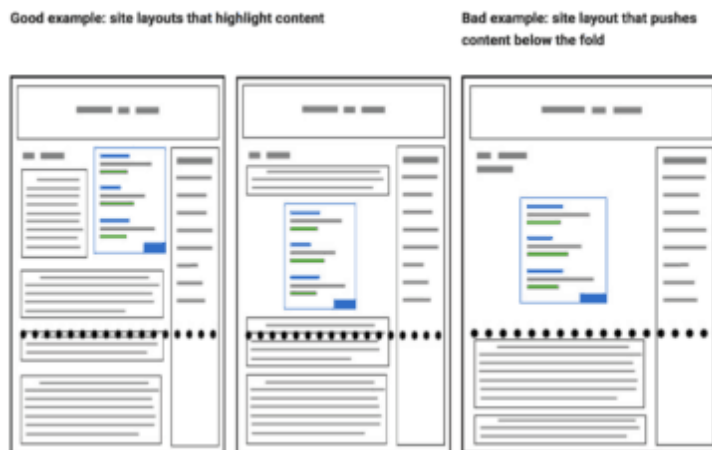 Good example: site layouts that highlight content
Bad example: site layout that pushes
content below the fold